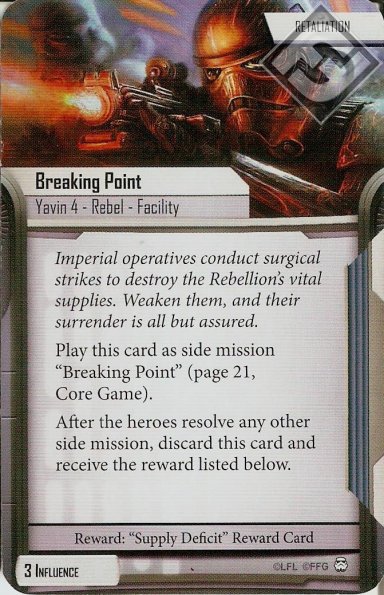 RETALIATION
Breaking Point
Yavin 4 - Rebel - Facility
Imperial operatives conduct surgical
strikes to destroy the Rebellion's vital
supplies. Weaken them, and their
surrender is all but assured.
Play this card as side mission
“Breaking Point” (page 21,
Core Game).
After the heroes resolve any other
side mission, discard this card and
receive the reward listed below.
Reward: “Supply Deficit” Reward Card
3 INFLUENCE
©LFL ©FFG